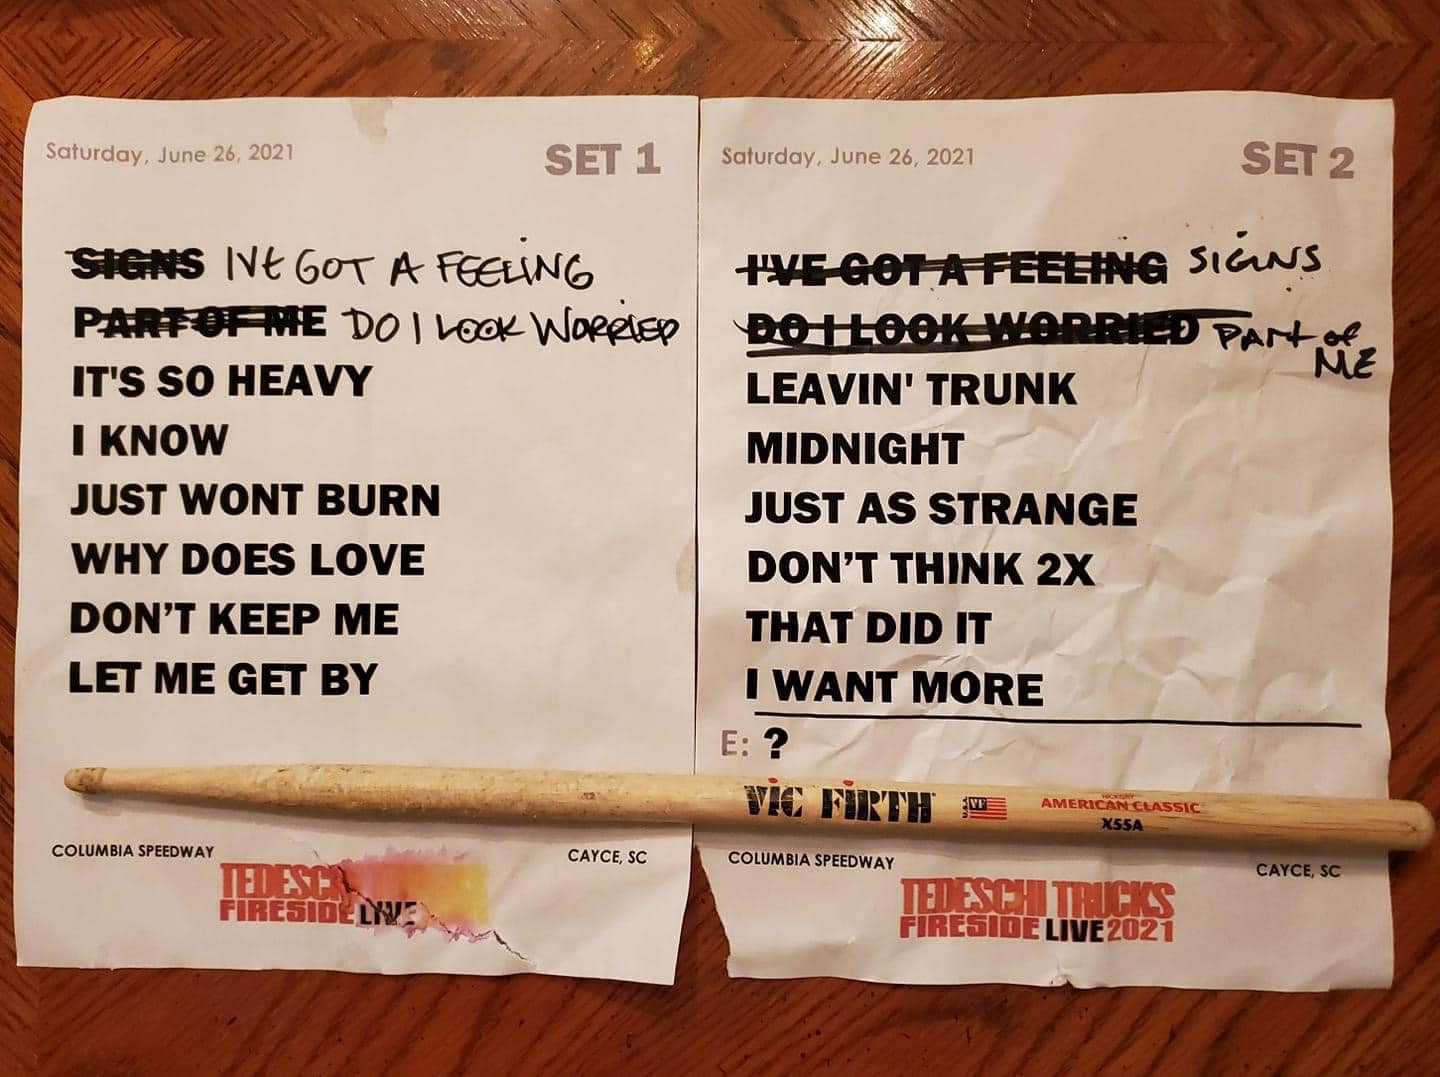 Saturday, June 26, 2021
SET 1
SIGNS IVE GOT A FEELING
PART OF ME DO I LOOK WORRIED
IT'S SO HEAVY
I KNOW
JUST WONT BURN
WHY DOES LOVE
DON'T KEEP ME
LET ME GET BY
COLUMBIA SPEEDWAY
CAYCE, SC
TEDESC
FIRESIDE LIVE
Saturday, June 26, 2021
SET 2
I'VE GOT A FEELING SIGNS
DO I LOOK WORRIED PART OF
ME
LEAVIN' TRUNK
MIDNIGHT
JUST AS STRANGE
DON'T THINK 2X
THAT DID IT
I WANT MORE
E: ?
VIC FIRTH
U.S.A.
VF
HICKORY
AMERICAN CLASSIC
X55A
COLUMBIA SPEEDWAY
CAYCE, SC
TEDESCHI TRUCKS
FIRESIDE LIVE 2021